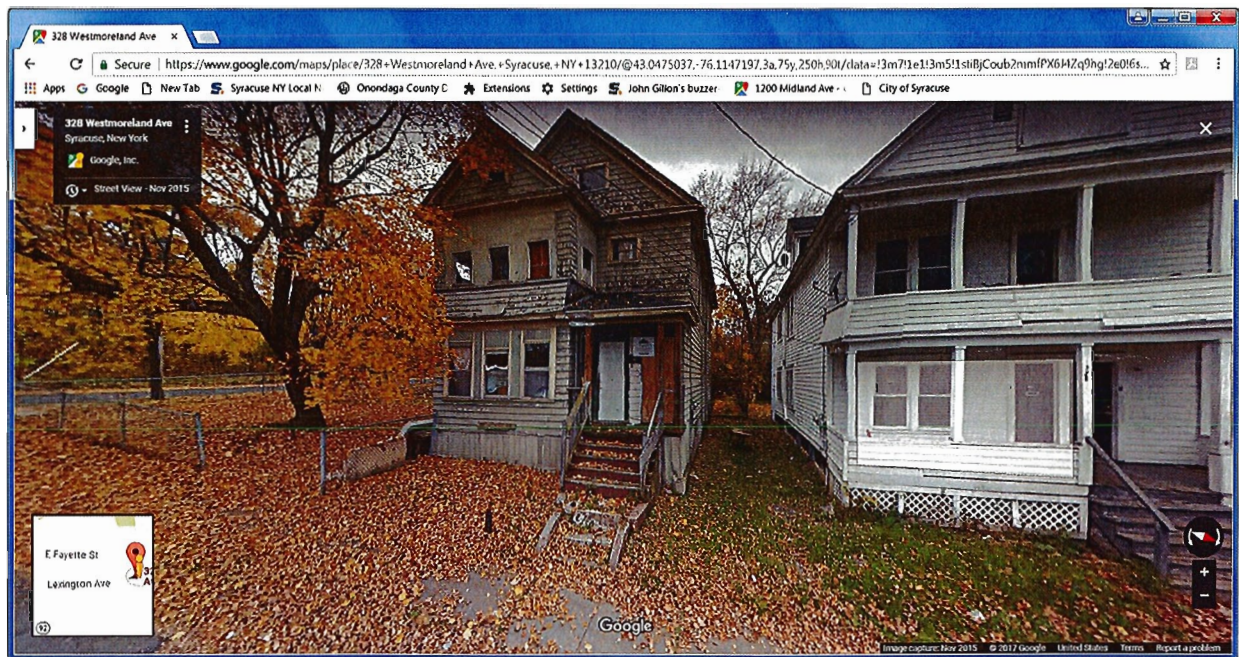 328 Westmoreland Ave
Secure
Apps Google New Tab Syracuse NY Local N Onondaga County D Extensions Settings John Gilion's buzzer 1200 Midland Ave - City of Syracuse
328 Westmoreland Ave
Syracuse, New York
Google, Inc.
Street View - Nov 2015
E Fayette St
Lexington Ave
Google
Image capture: Nov 2015 © 2017 Google United States Terms Report a problem